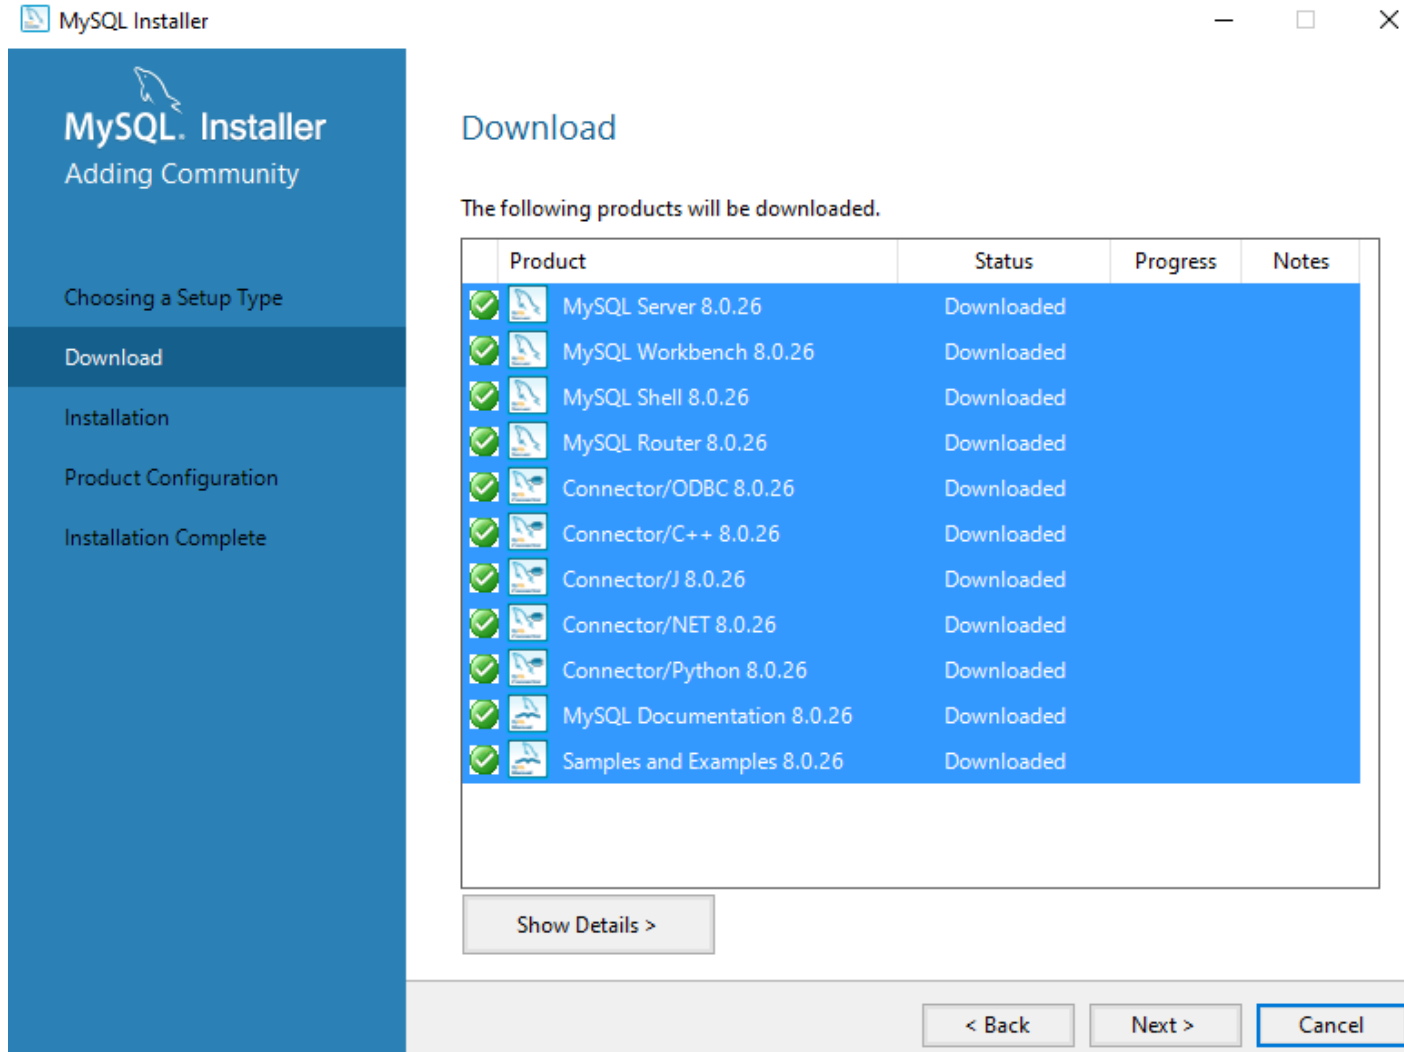 MySQL Installer
MySQL. Installer
Adding Community
Choosing a Setup Type
Download
Installation
Product Configuration
Installation Complete
Download
The following products will be downloaded.
Product Status Progress Notes
MySQL Server 8.0.26 Downloaded
MySQL Workbench 8.0.26 Downloaded
MySQL Shell 8.0.26 Downloaded
MySQL Router 8.0.26 Downloaded
Connector/ODBC 8.0.26 Downloaded
Connector/C++ 8.0.26 Downloaded
Connector/J 8.0.26 Downloaded
Connector/NET 8.0.26 Downloaded
Connector/Python 8.0.26 Downloaded
MySQL Documentation 8.0.26 Downloaded
Samples and Examples 8.0.26 Downloaded
Show Details >
< Back Next > Cancel